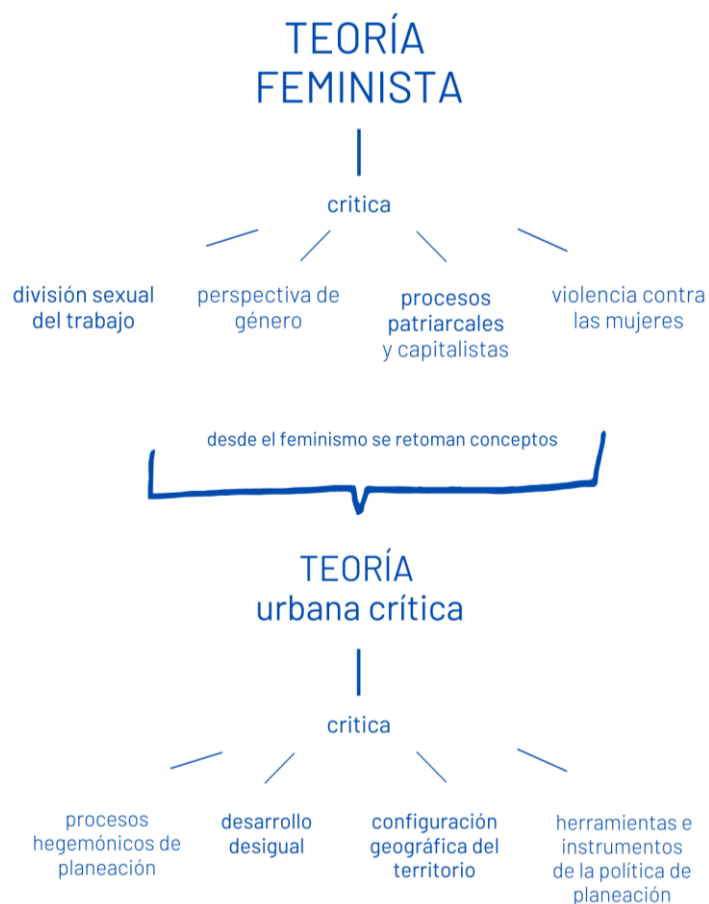 TEORÍA
FEMINISTA
critica
división sexual
del trabajo
perspectiva de
género
procesos
patriarcales
y capitalistas
violencia contra
las mujeres
desde el feminismo se retoman conceptos
TEORÍA
urbana crítica
critica
procesos
hegemónicos de
planeación
desarrollo
desigual
configuración
geográfica del
territorio
herramientas e
instrumentos
de la política de
planeación